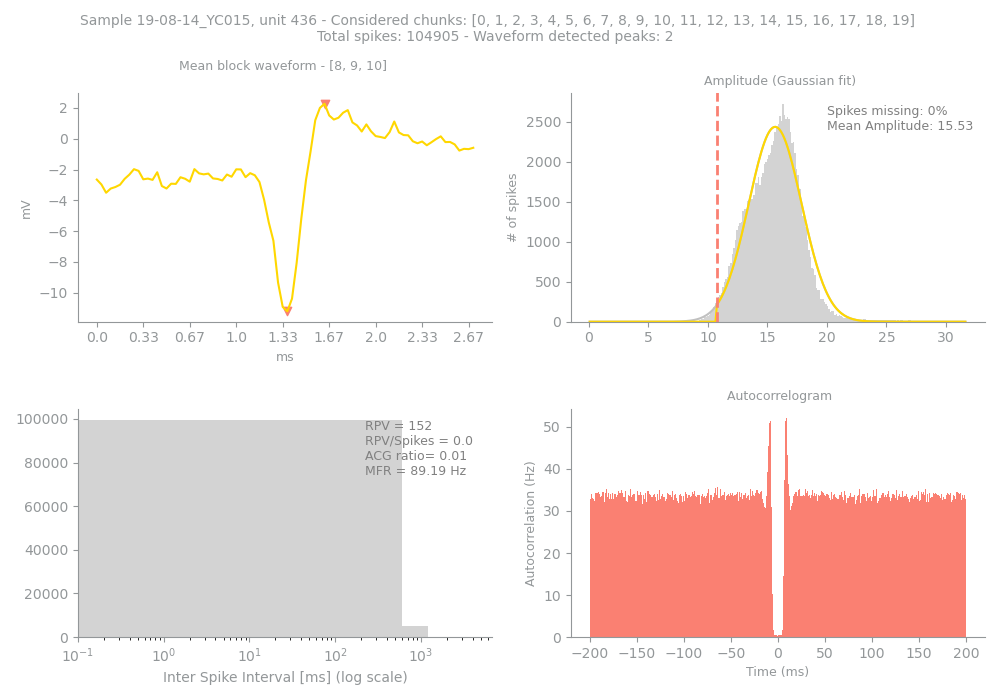 Sample 19-08-14_YC015, unit 436 - Considered chunks: [0, 1, 2, 3, 4, 5, 6, 7, 8, 9, 10, 11, 12, 13, 14, 15, 16, 17, 18, 19]
Total spikes: 104905 - Waveform detected peaks: 2
Mean block waveform - [8, 9, 10]
2
0
−2
−4
−6
−8
−10
mV
0.0 0.33 0.67 1.0 1.33 1.67 2.0 2.33 2.67
ms
Amplitude (Gaussian fit)
Spikes missing: 0%
Mean Amplitude: 15.53
2500
2000
1500
1000
500
0
# of spikes
0 5 10 15 20 25 30
100000
80000
60000
40000
20000
0
RPV = 152
RPV/Spikes = 0.0
ACG ratio= 0.01
MFR = 89.19 Hz
10⁻¹ 10⁰ 10¹ 10² 10³
Inter Spike Interval [ms] (log scale)
Autocorrelogram
50
40
30
20
10
0
Autocorrelation (Hz)
−200 −150 −100 −50 0 50 100 150 200
Time (ms)